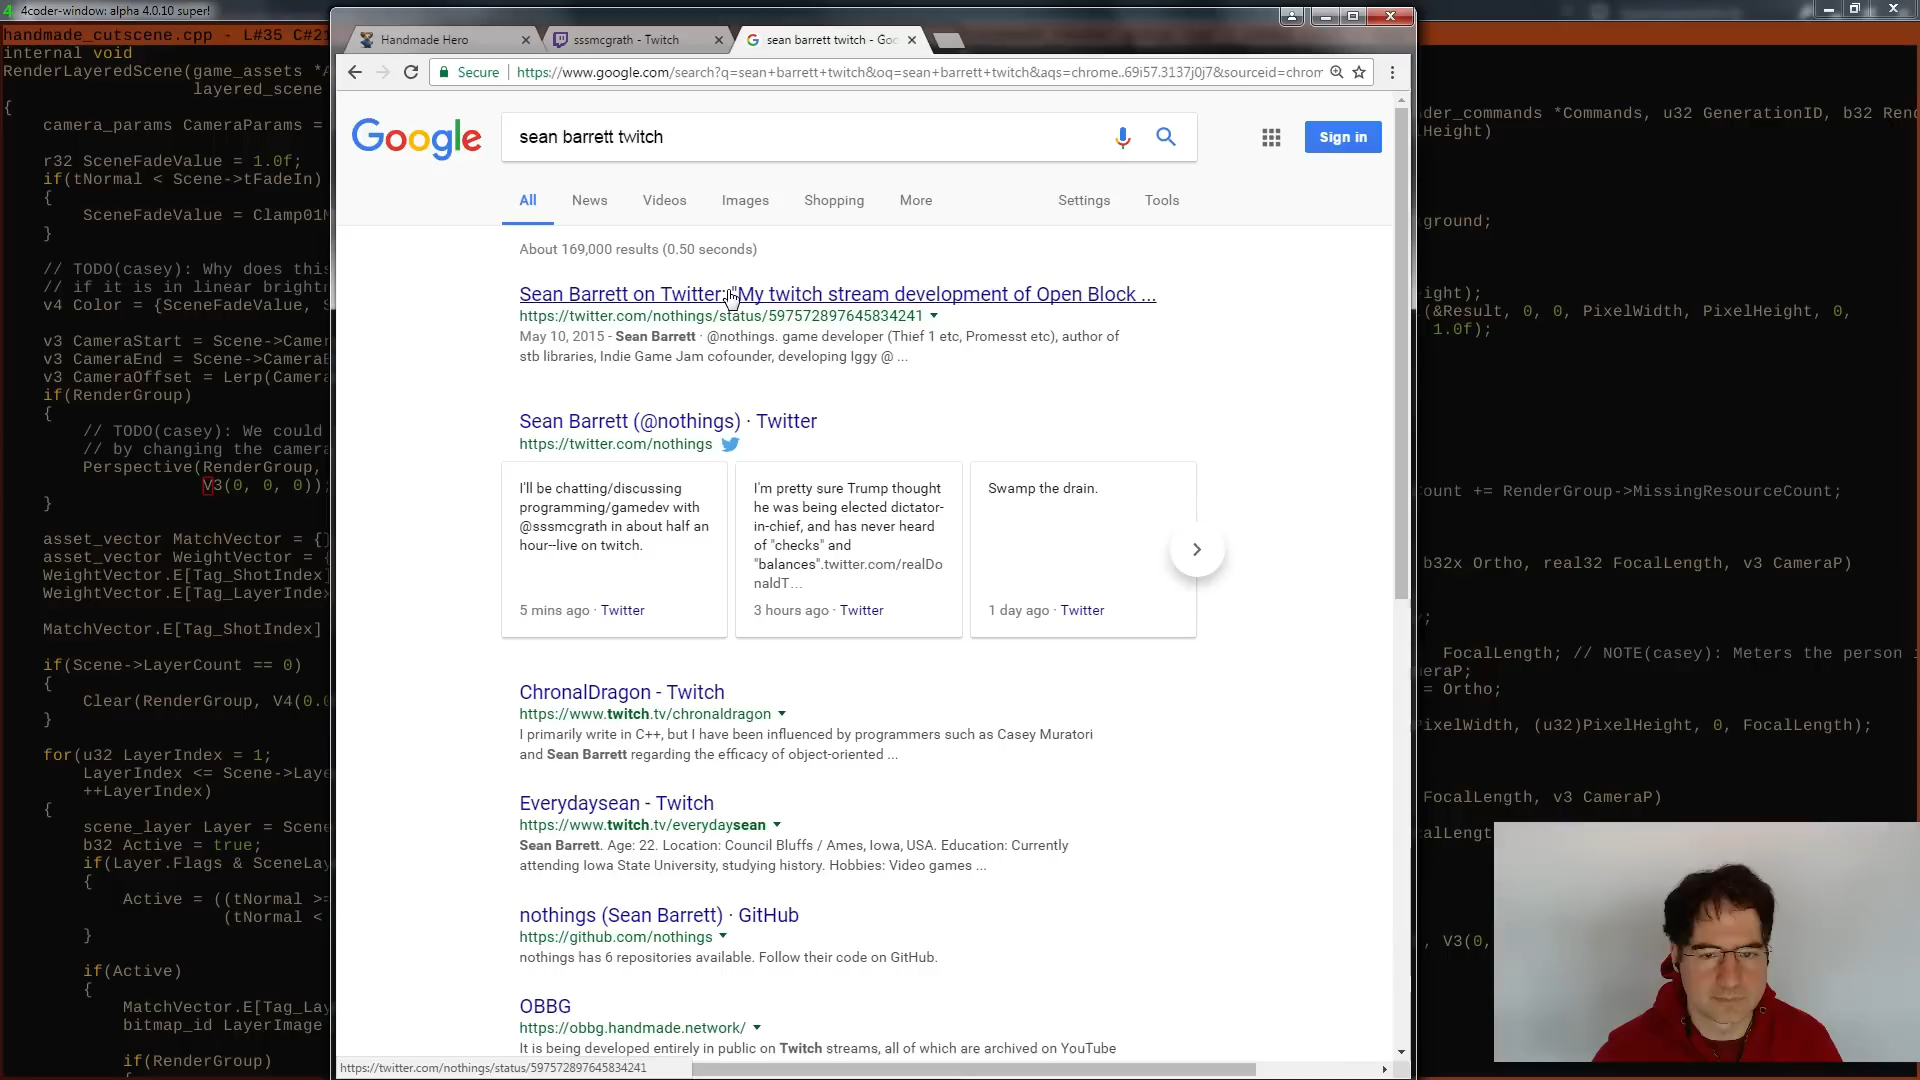 4coder-window: alpha 4.0.10 super!
handmade_cutscene.cpp - L#35 C#21
internal void
RenderLayeredScene(game_assets *A
layered_scene
{
camera_params CameraParams =
r32 SceneFadeValue = 1.0f;
if(tNormal < Scene->tFadeIn)
{
SceneFadeValue = Clamp01M
}
// TODO(casey): Why does this
// if it is in linear brightn
v4 Color = {SceneFadeValue, S
v3 CameraStart = Scene->Camer
v3 CameraEnd = Scene->CameraE
v3 CameraOffset = Lerp(Camera
if(RenderGroup)
{
// TODO(casey): We could
// by changing the camera
Perspective(RenderGroup,
V3(0, 0, 0));
}
asset_vector MatchVector = {}
asset_vector WeightVector = {
WeightVector.E[Tag_ShotIndex]
WeightVector.E[Tag_LayerIndex
MatchVector.E[Tag_ShotIndex]
if(Scene->LayerCount == 0)
{
Clear(RenderGroup, V4(0.0
}
for(u32 LayerIndex = 1;
LayerIndex <= Scene->Laye
++LayerIndex)
{
scene_layer Layer = Scene
b32 Active = true;
if(Layer.Flags & SceneLay
{
Active = ((tNormal >=
(tNormal <
}
if(Active)
{
MatchVector.E[Tag_Lay
bitmap_id LayerImage
if(RenderGroup)
{
Handmade Hero
sssmcgrath - Twitch
sean barrett twitch - Goo
Secure
https://www.google.com/search?q=sean+barrett+twitch&oq=sean+barrett+twitch&aqs=chrome..69i57.3137j0j7&sourceid=chrom
Google
sean barrett twitch
Sign in
All
News
Videos
Images
Shopping
More
Settings
Tools
About 169,000 results (0.50 seconds)
Sean Barrett on Twitter: "My twitch stream development of Open Block ...
https://twitter.com/nothings/status/597572897645834241
May 10, 2015 - Sean Barrett · @nothings. game developer (Thief 1 etc, Promesst etc), author of
stb libraries, Indie Game Jam cofounder, developing Iggy @ ...
Sean Barrett (@nothings) · Twitter
https://twitter.com/nothings
I'll be chatting/discussing
programming/gamedev with
@sssmcgrath in about half an
hour--live on twitch.
5 mins ago · Twitter
I'm pretty sure Trump thought
he was being elected dictator-
in-chief, and has never heard
of "checks" and
"balances".twitter.com/realDo
naldT...
3 hours ago · Twitter
Swamp the drain.
1 day ago · Twitter
ChronalDragon - Twitch
https://www.twitch.tv/chronaldragon
I primarily write in C++, but I have been influenced by programmers such as Casey Muratori
and Sean Barrett regarding the efficacy of object-oriented ...
Everydaysean - Twitch
https://www.twitch.tv/everydaysean
Sean Barrett. Age: 22. Location: Council Bluffs / Ames, Iowa, USA. Education: Currently
attending Iowa State University, studying history. Hobbies: Video games ...
nothings (Sean Barrett) · GitHub
https://github.com/nothings
nothings has 6 repositories available. Follow their code on GitHub.
OBBG
https://obbg.handmade.network/
It is being developed entirely in public on Twitch streams, all of which are archived on YouTube
https://twitter.com/nothings/status/597572897645834241
der_commands *Commands, u32 GenerationID, b32 Rend
Height)
ground;
ight);
(&Result, 0, 0, PixelWidth, PixelHeight, 0,
1.0f);
ount += RenderGroup->MissingResourceCount;
b32x Ortho, real32 FocalLength, v3 CameraP)
;
FocalLength; // NOTE(casey): Meters the person i
meraP;
= Ortho;
PixelWidth, (u32)PixelHeight, 0, FocalLength);
FocalLength, v3 CameraP)
alLength
, V3(0,